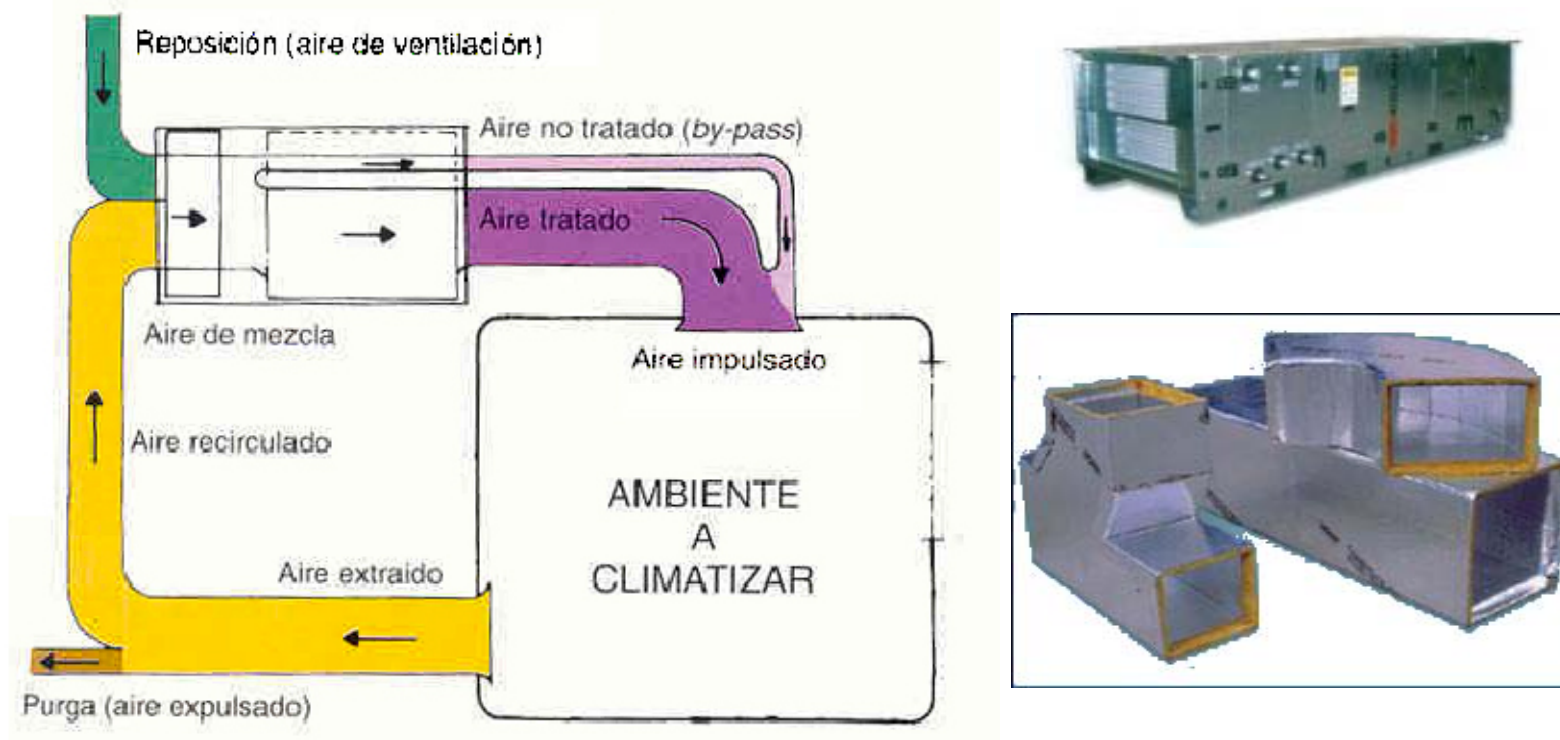 Reposición (aire de ventilación)
Aire no tratado (by-pass)
Aire tratado
Aire de mezcla
Aire impulsado
Aire recirculado
AMBIENTE
A
CLIMATIZAR
Aire extraido
Purga (aire expulsado)